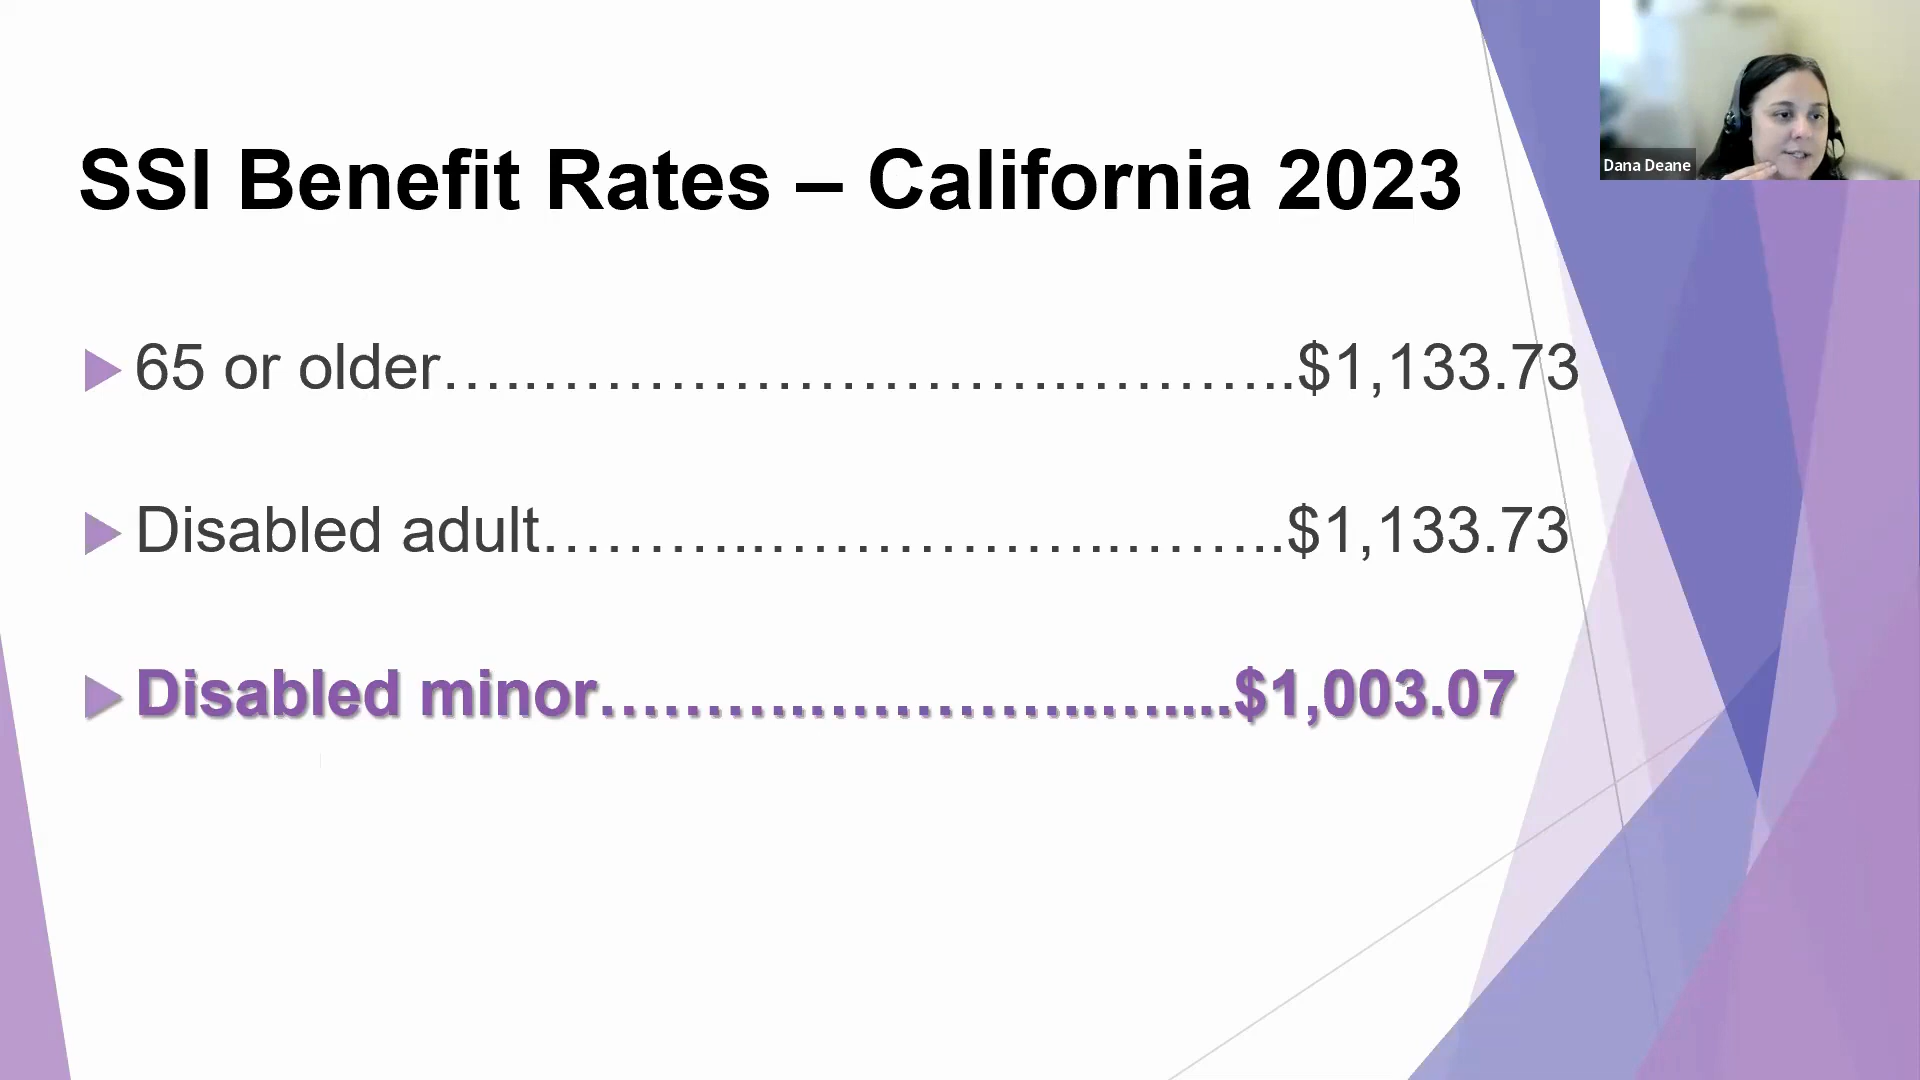 SSI Benefit Rates – California 2023
Dana Deane
65 or older…..……………………….……….$1,133.73
Disabled adult………..……………..……..$1,133.73
Disabled minor……….…………..…....$1,003.07